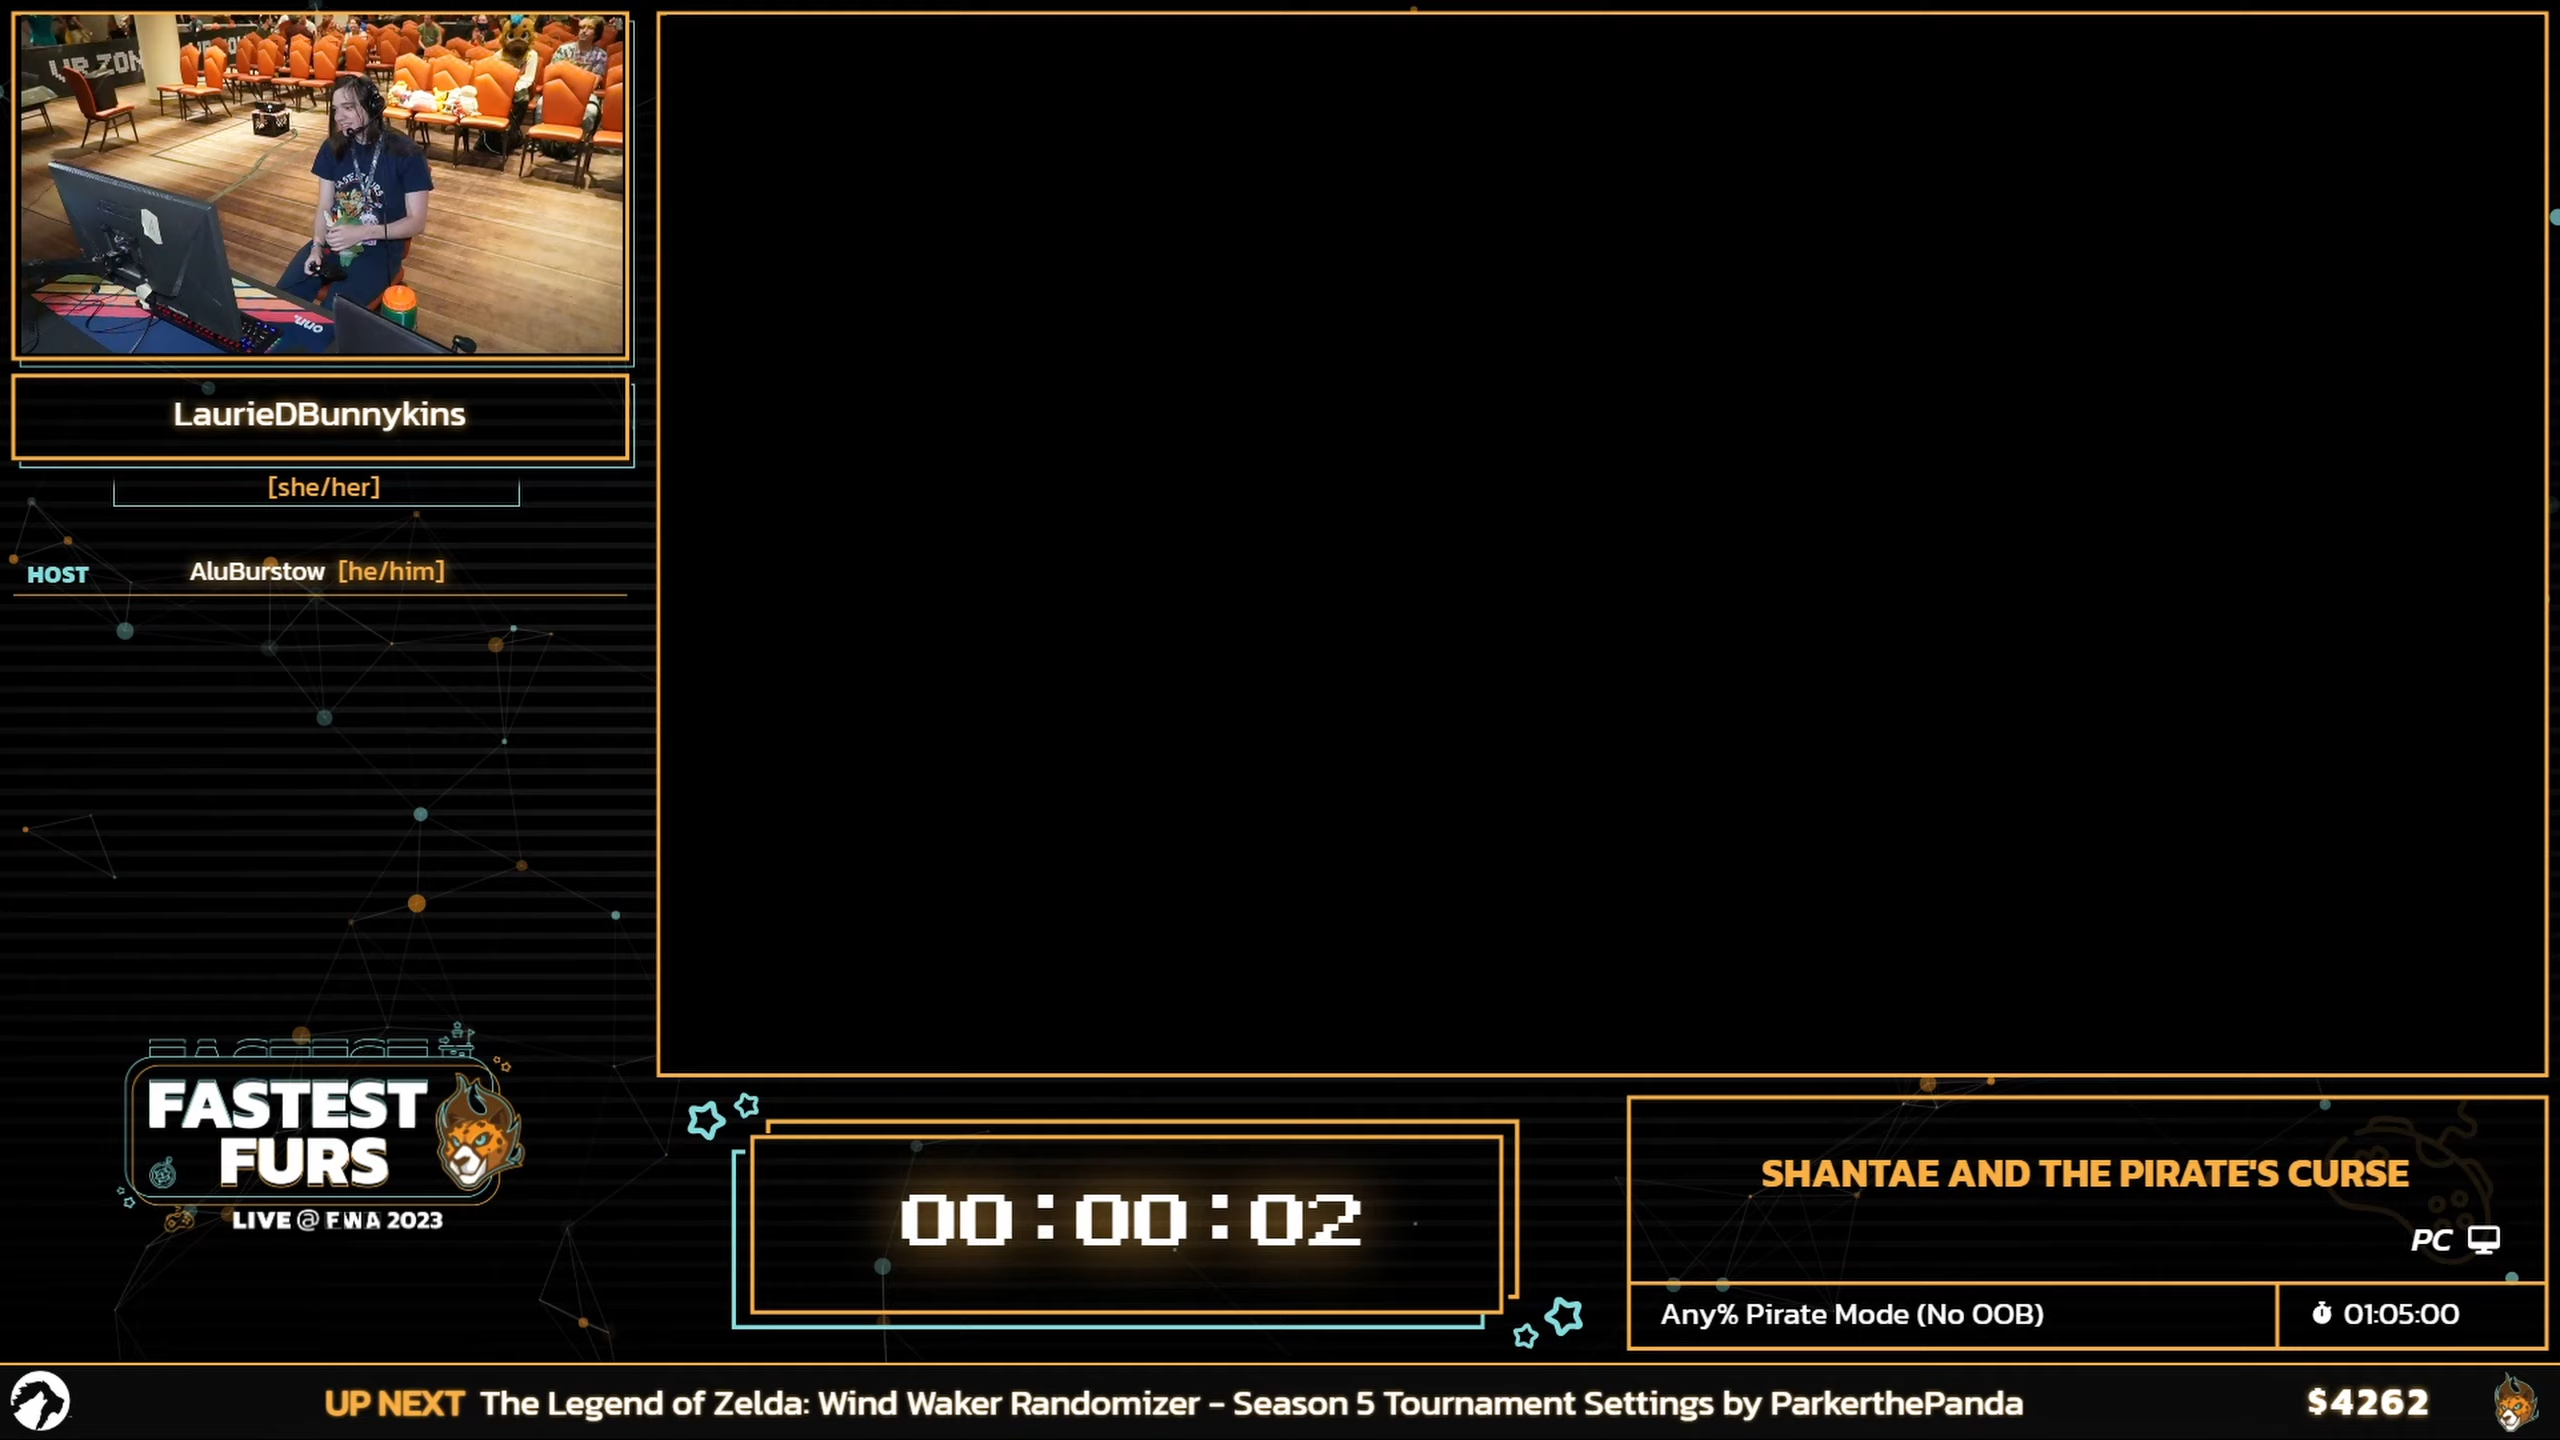 LaurieDBunnykins
[she/her]
HOST AluBurstow [he/him]
FASTEST
FURS
LIVE @ FWA 2023
00:00:02
SHANTAE AND THE PIRATE'S CURSE
PC
Any% Pirate Mode (No OOB)
01:05:00
UP NEXT The Legend of Zelda: Wind Waker Randomizer – Season 5 Tournament Settings by ParkerthePanda
$4262